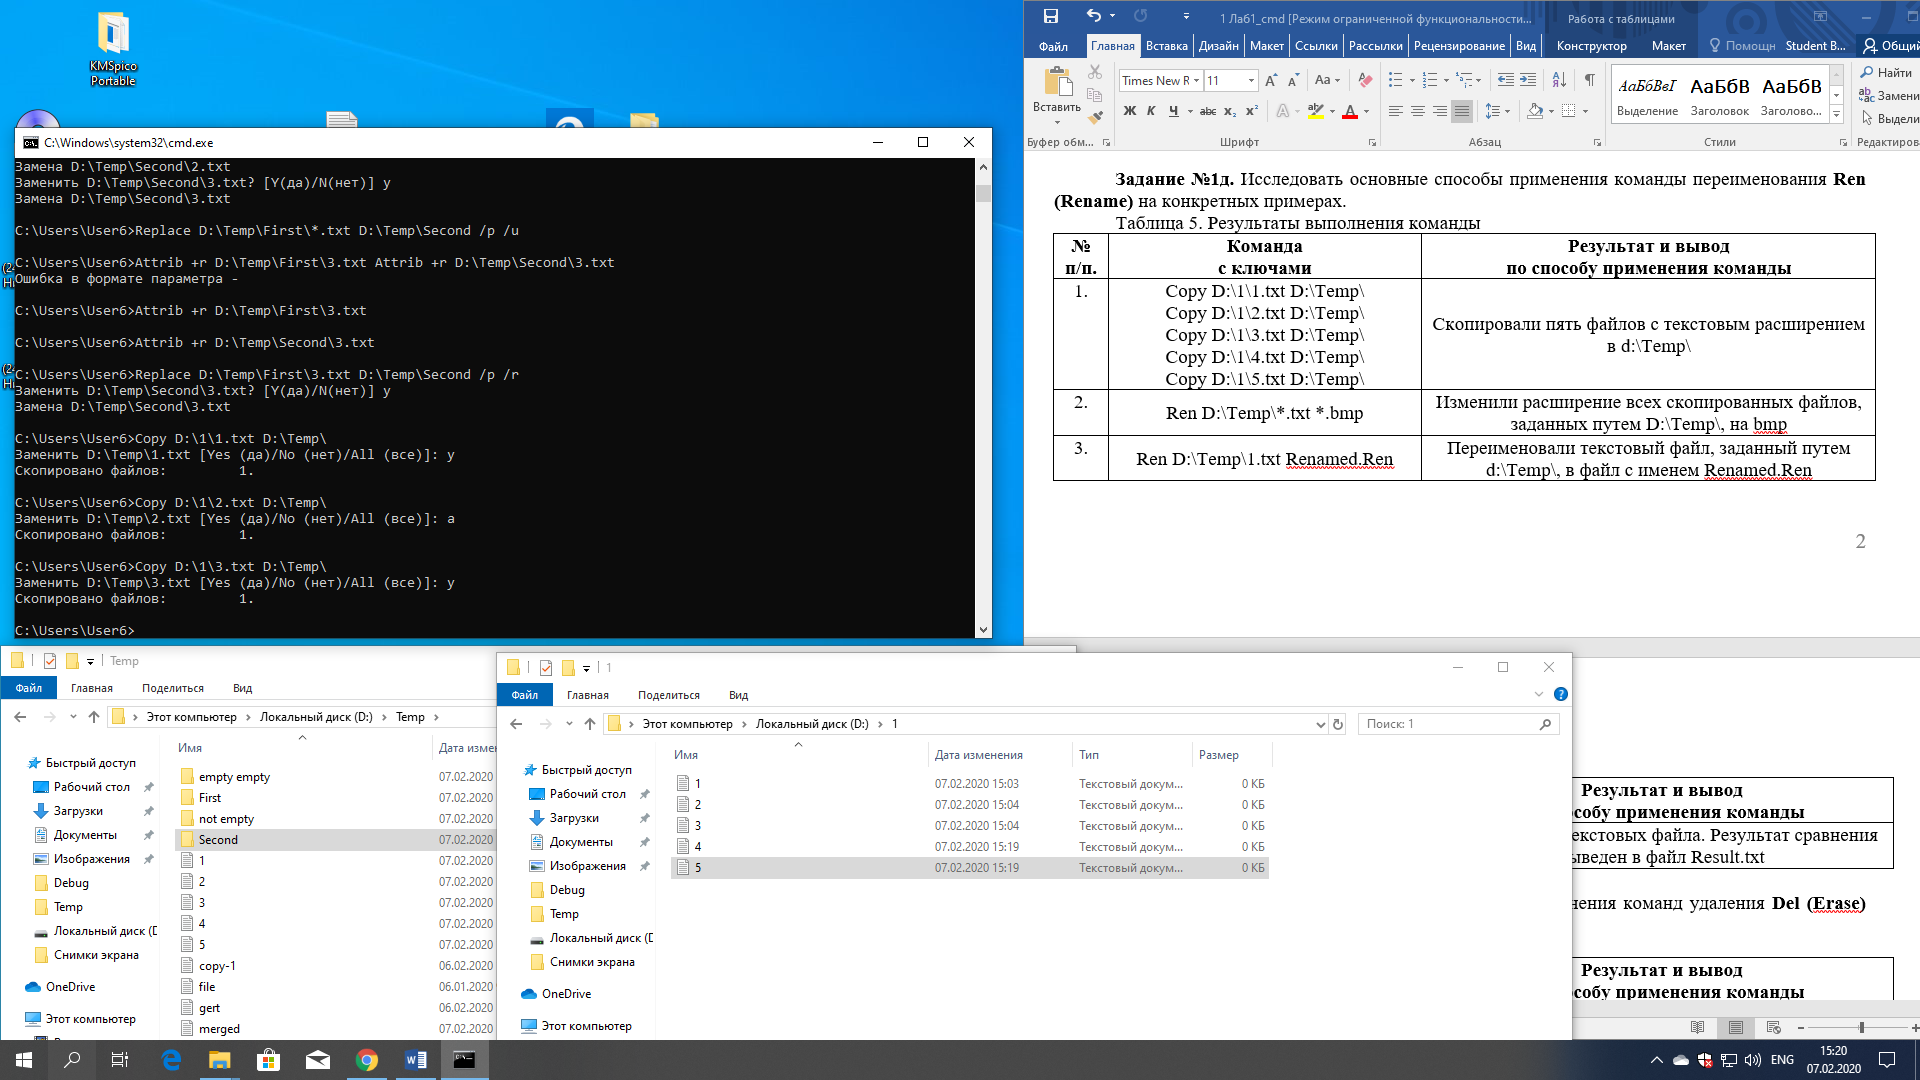 KMSpico
Portable
C:\Windows\system32\cmd.exe
Замена D:\Temp\Second\2.txt
Заменить D:\Temp\Second\3.txt? [Y(да)/N(нет)] y
Замена D:\Temp\Second\3.txt
C:\Users\User6>Replace D:\Temp\First\*.txt D:\Temp\Second /p /u
C:\Users\User6>Attrib +r D:\Temp\First\3.txt Attrib +r D:\Temp\Second\3.txt
Ошибка в формате параметра -
C:\Users\User6>Attrib +r D:\Temp\First\3.txt
C:\Users\User6>Attrib +r D:\Temp\Second\3.txt
C:\Users\User6>Replace D:\Temp\First\3.txt D:\Temp\Second /p /r
Заменить D:\Temp\Second\3.txt? [Y(да)/N(нет)] y
Замена D:\Temp\Second\3.txt
C:\Users\User6>Copy D:\1\1.txt D:\Temp\
Заменить D:\Temp\1.txt [Yes (да)/No (нет)/All (все)]: y
Скопировано файлов:         1.
C:\Users\User6>Copy D:\1\2.txt D:\Temp\
Заменить D:\Temp\2.txt [Yes (да)/No (нет)/All (все)]: a
Скопировано файлов:         1.
C:\Users\User6>Copy D:\1\3.txt D:\Temp\
Заменить D:\Temp\3.txt [Yes (да)/No (нет)/All (все)]: y
Скопировано файлов:         1.
C:\Users\User6>
1 Лаб1_cmd [Режим ограниченной функциональности... Работа с таблицами
Файл Главная Вставка Дизайн Макет Ссылки Рассылки Рецензирование Вид Конструктор Макет Помощн Student B... Общий
Вставить
Times New R 11
Ж К Ч abc x₂ x²
АаБбВвІ АаБбВ АаБбВ
Выделение Заголовок Заголово...
Найти
Замени
Выдели
Буфер обм... Шрифт Абзац Стили Редактиров
Задание №1д. Исследовать основные способы применения команды переименования Ren
(Rename) на конкретных примерах.
Таблица 5. Результаты выполнения команды
№ п/п. Команда с ключами Результат и вывод по способу применения команды
1.
Copy D:\1\1.txt D:\Temp\
Copy D:\1\2.txt D:\Temp\
Copy D:\1\3.txt D:\Temp\
Copy D:\1\4.txt D:\Temp\
Copy D:\1\5.txt D:\Temp\
Скопировали пять файлов с текстовым расширением
в d:\Temp\
2.
Ren D:\Temp\*.txt *.bmp
Изменили расширение всех скопированных файлов,
заданных путем D:\Temp\, на bmp
3.
Ren D:\Temp\1.txt Renamed.Ren
Переименовали текстовый файл, заданный путем
d:\Temp\, в файл с именем Renamed.Ren
2
Результат и вывод
особу применения команды
екстовых файла. Результат сравнения
ыведен в файл Result.txt
нения команд удаления Del (Erase)
Результат и вывод
особу применения команды
Temp
Файл Главная Поделиться Вид
Этот компьютер Локальный диск (D:) Temp
Имя Дата измен
Быстрый доступ
Рабочий стол
Загрузки
Документы
Изображения
Debug
Temp
Локальный диск (D
Снимки экрана
OneDrive
Этот компьютер
empty empty 07.02.2020
First 07.02.2020
not empty 07.02.2020
Second 07.02.2020
1 07.02.2020
2 07.02.2020
3 07.02.2020
4 07.02.2020
5 07.02.2020
copy-1 06.02.2020
file 06.01.2020
gert 06.02.2020
merged 07.02.2020
1
Файл Главная Поделиться Вид
Этот компьютер Локальный диск (D:) 1 Поиск: 1
Имя Дата изменения Тип Размер
Быстрый доступ
Рабочий стол
Загрузки
Документы
Изображения
Debug
Temp
Локальный диск (D
Снимки экрана
OneDrive
Этот компьютер
1 07.02.2020 15:03 Текстовый докум... 0 КБ
2 07.02.2020 15:04 Текстовый докум... 0 КБ
3 07.02.2020 15:04 Текстовый докум... 0 КБ
4 07.02.2020 15:19 Текстовый докум... 0 КБ
5 07.02.2020 15:19 Текстовый докум... 0 КБ
ENG
15:20
07.02.2020